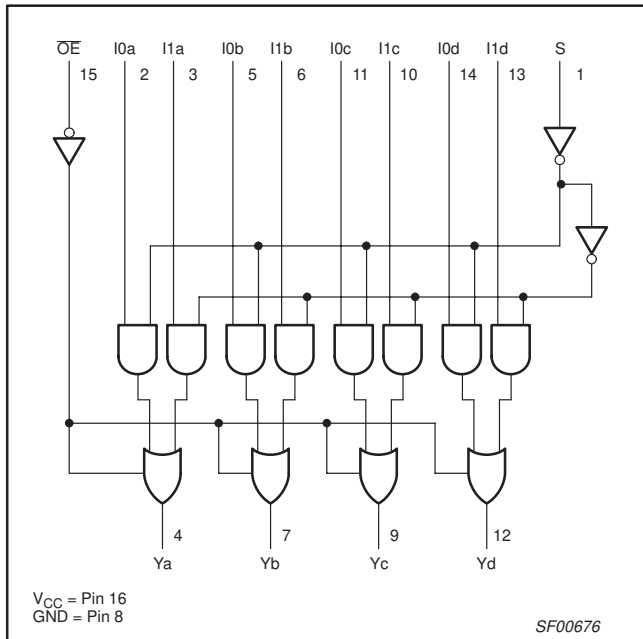 OE I0a I1a I0b I1b I0c I1c I0d I1d S
15 2 3 5 6 11 10 14 13 1
4 7 9 12
Ya Yb Yc Yd
VCC = Pin 16
GND = Pin 8
SF00676